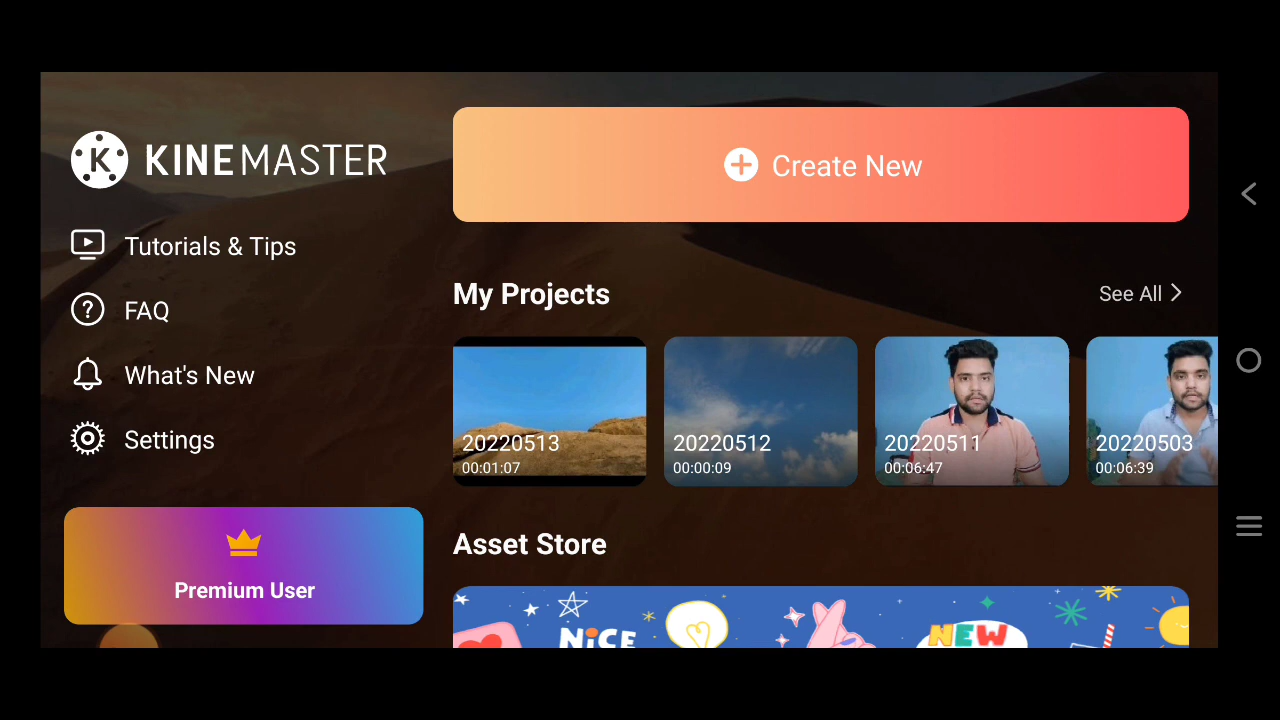 KINEMASTER
Tutorials & Tips
FAQ
What's New
Settings
Premium User
Create New
My Projects
See All
20220513
00:01:07
20220512
00:00:09
20220511
00:06:47
20220503
00:06:39
Asset Store
NiCE
NEW